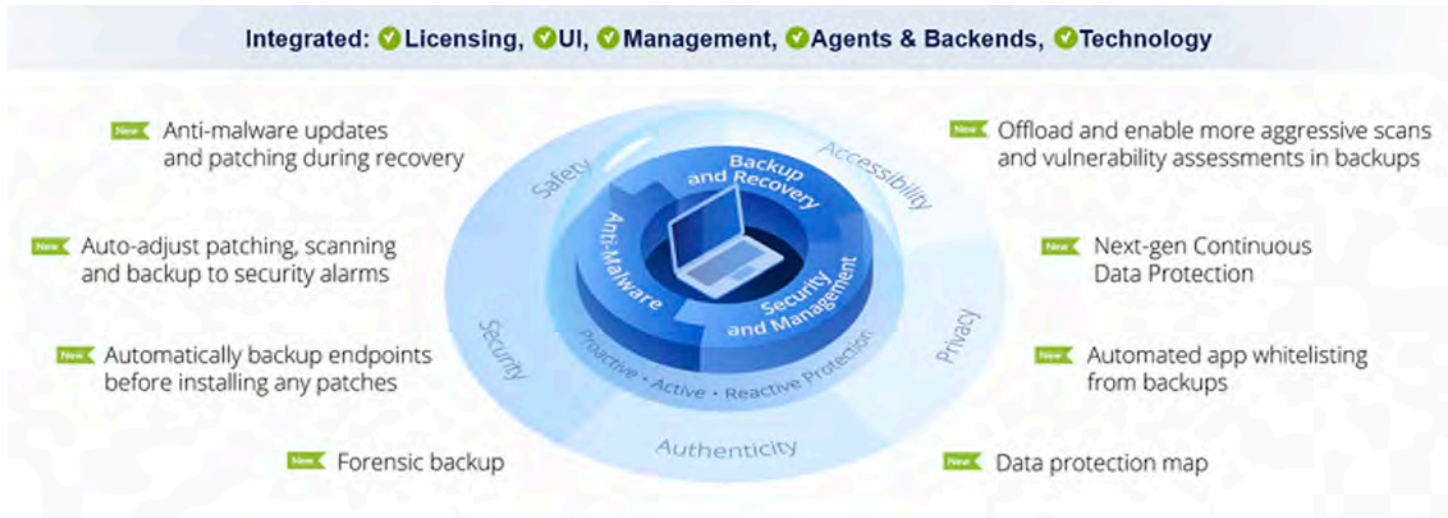 Integrated: Licensing, UI, Management, Agents & Backends, Technology
New Anti-malware updates
and patching during recovery
New Auto-adjust patching, scanning
and backup to security alarms
New Automatically backup endpoints
before installing any patches
New Forensic backup
Safety
Accessibility
Security
Privacy
Authenticity
Backup
and Recovery
Anti-Malware
Security
and Management
Proactive • Active • Reactive Protection
New Offload and enable more aggressive scans
and vulnerability assessments in backups
New Next-gen Continuous
Data Protection
New Automated app whitelisting
from backups
New Data protection map